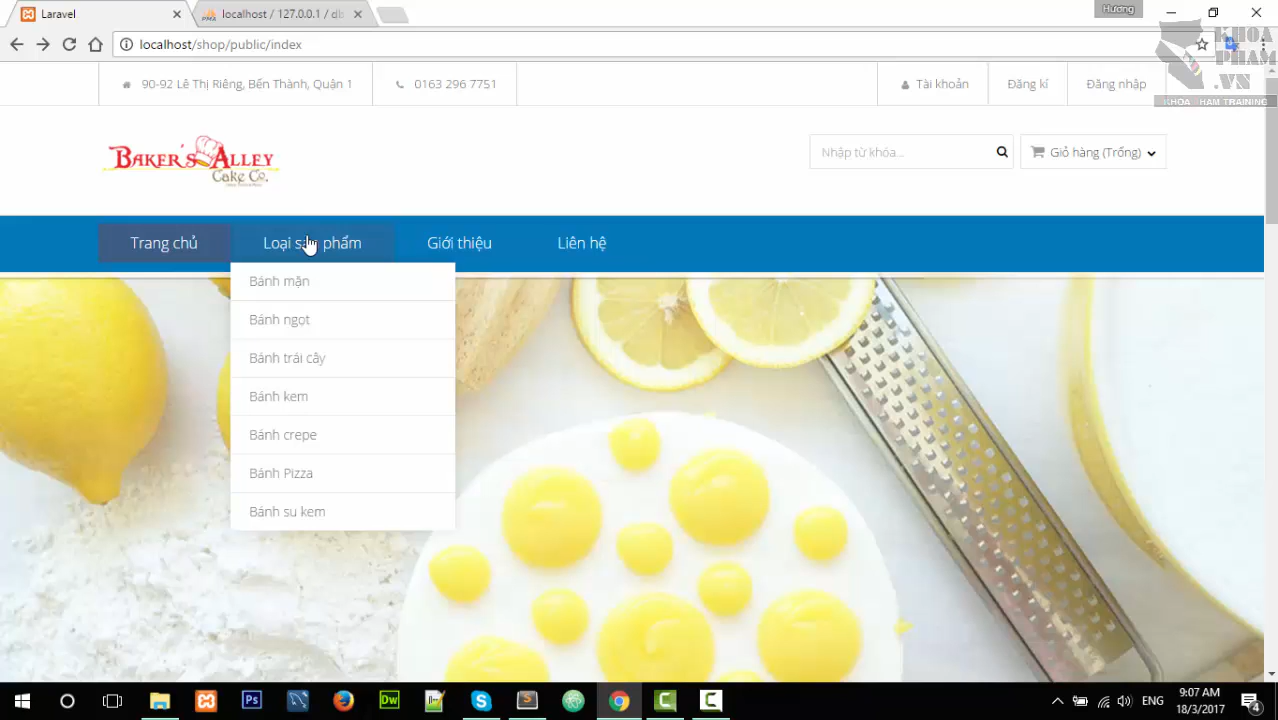 Laravel
localhost / 127.0.0.1 / db
Hương
localhost/shop/public/index
KHOA
PHAM
.VN
KHOA PHAM TRAINING
90-92 Lê Thị Riêng, Bến Thành, Quận 1
0163 296 7751
Tài khoản
Đăng kí
Đăng nhập
BAKER'S ALLEY
Cake Co.
Nhập từ khóa...
Giỏ hàng (Trống)
Trang chủ
Loại sản phẩm
Giới thiệu
Liên hệ
Bánh mặn
Bánh ngọt
Bánh trái cây
Bánh kem
Bánh crepe
Bánh Pizza
Bánh su kem
ENG
9:07 AM
18/3/2017